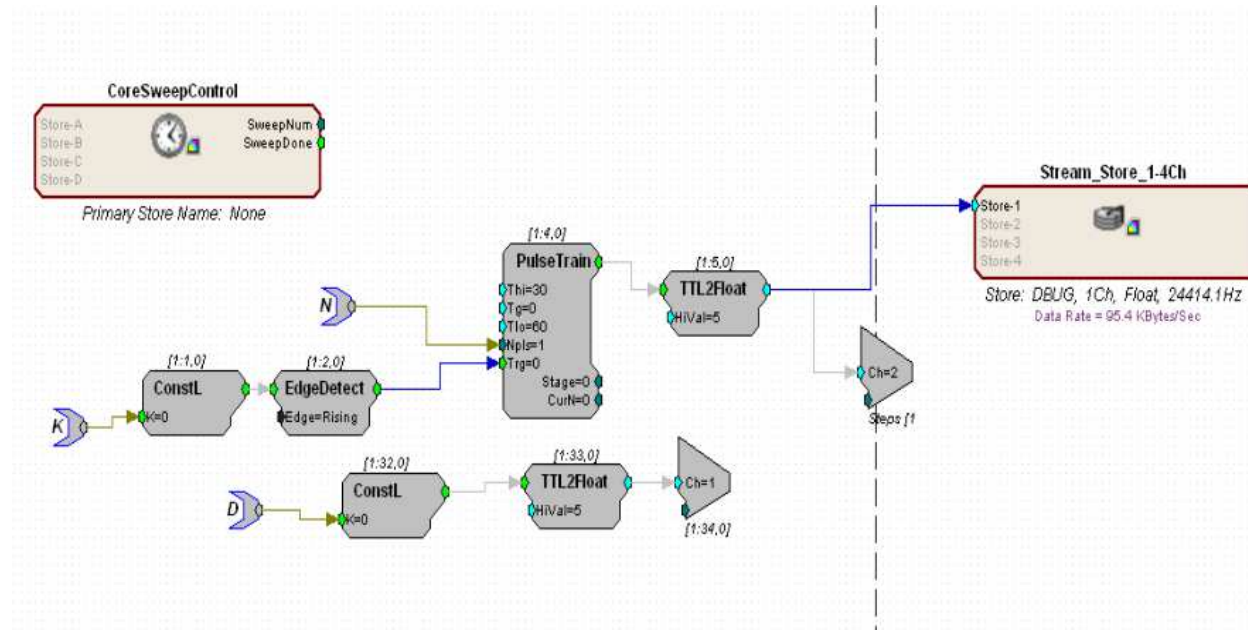 CoreSweepControl
Store-A
Store-B
Store-C
Store-D
SweepNum
SweepDone
Primary Store Name: None
Stream_Store_1-4Ch
Store-1
Store-2
Store-3
Store-4
Store: DBUG, 1Ch, Float, 24414.1Hz
Data Rate = 95.4 KBytes/Sec
[1:4,0]
PulseTrain
Thi=30
Tg=0
Tlo=60
Npls=1
Trg=0
Stage=0
CurN=0
[1:5,0]
TTL2Float
HiVal=5
N
[1:1,0]
ConstL
K=0
[1:2,0]
EdgeDetect
Edge=Rising
K
Ch=2
Steps [1
[1:32,0]
ConstL
K=0
D
[1:33,0]
TTL2Float
HiVal=5
Ch=1
[1:34,0]